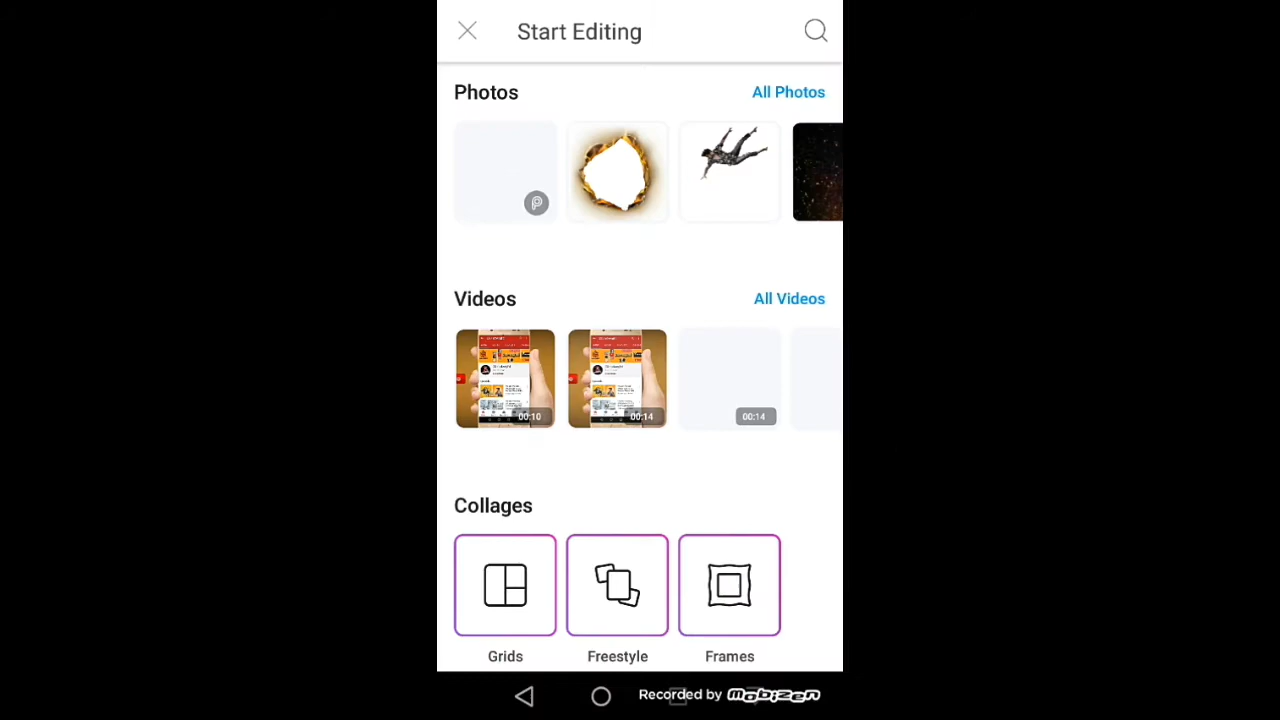 Start Editing
Photos
All Photos
Videos
All Videos
00:10
00:14
00:14
Collages
Grids
Freestyle
Frames
Recorded by mobizen